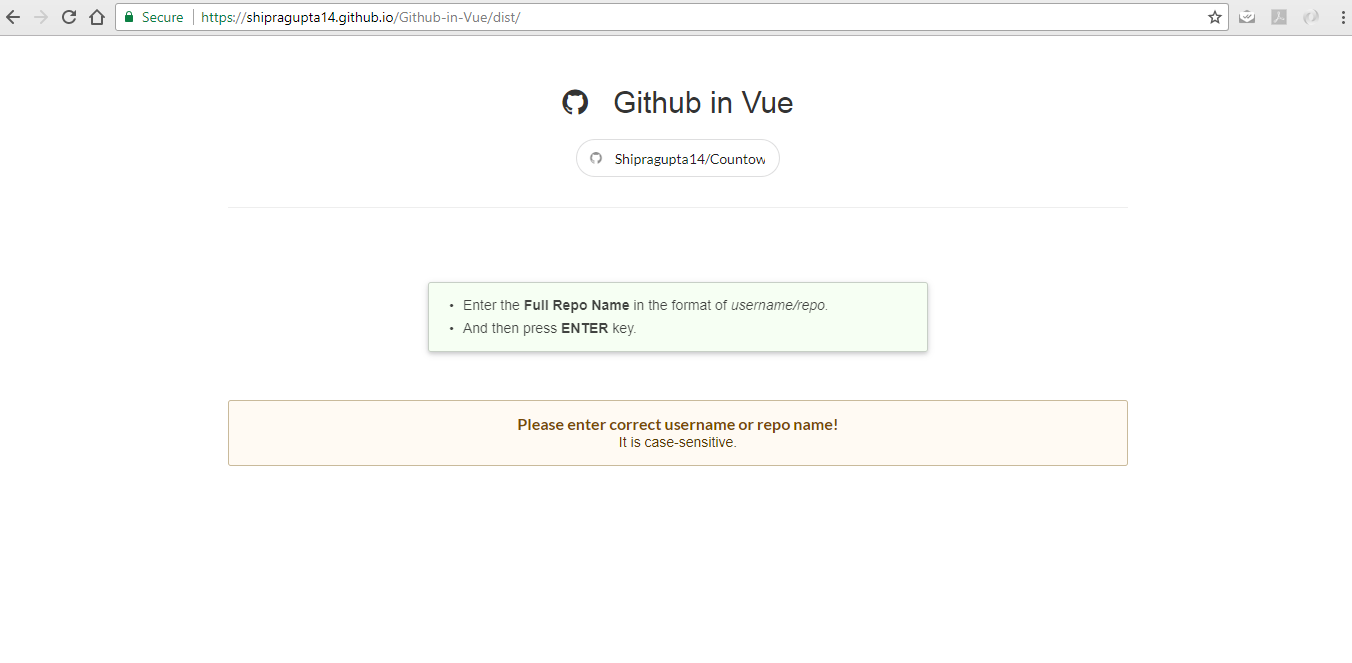 Secure
https://shipragupta14.github.io/Github-in-Vue/dist/
Github in Vue
Shipragupta14/Countow
• Enter the Full Repo Name in the format of username/repo.
• And then press ENTER key.
Please enter correct username or repo name!
It is case-sensitive.